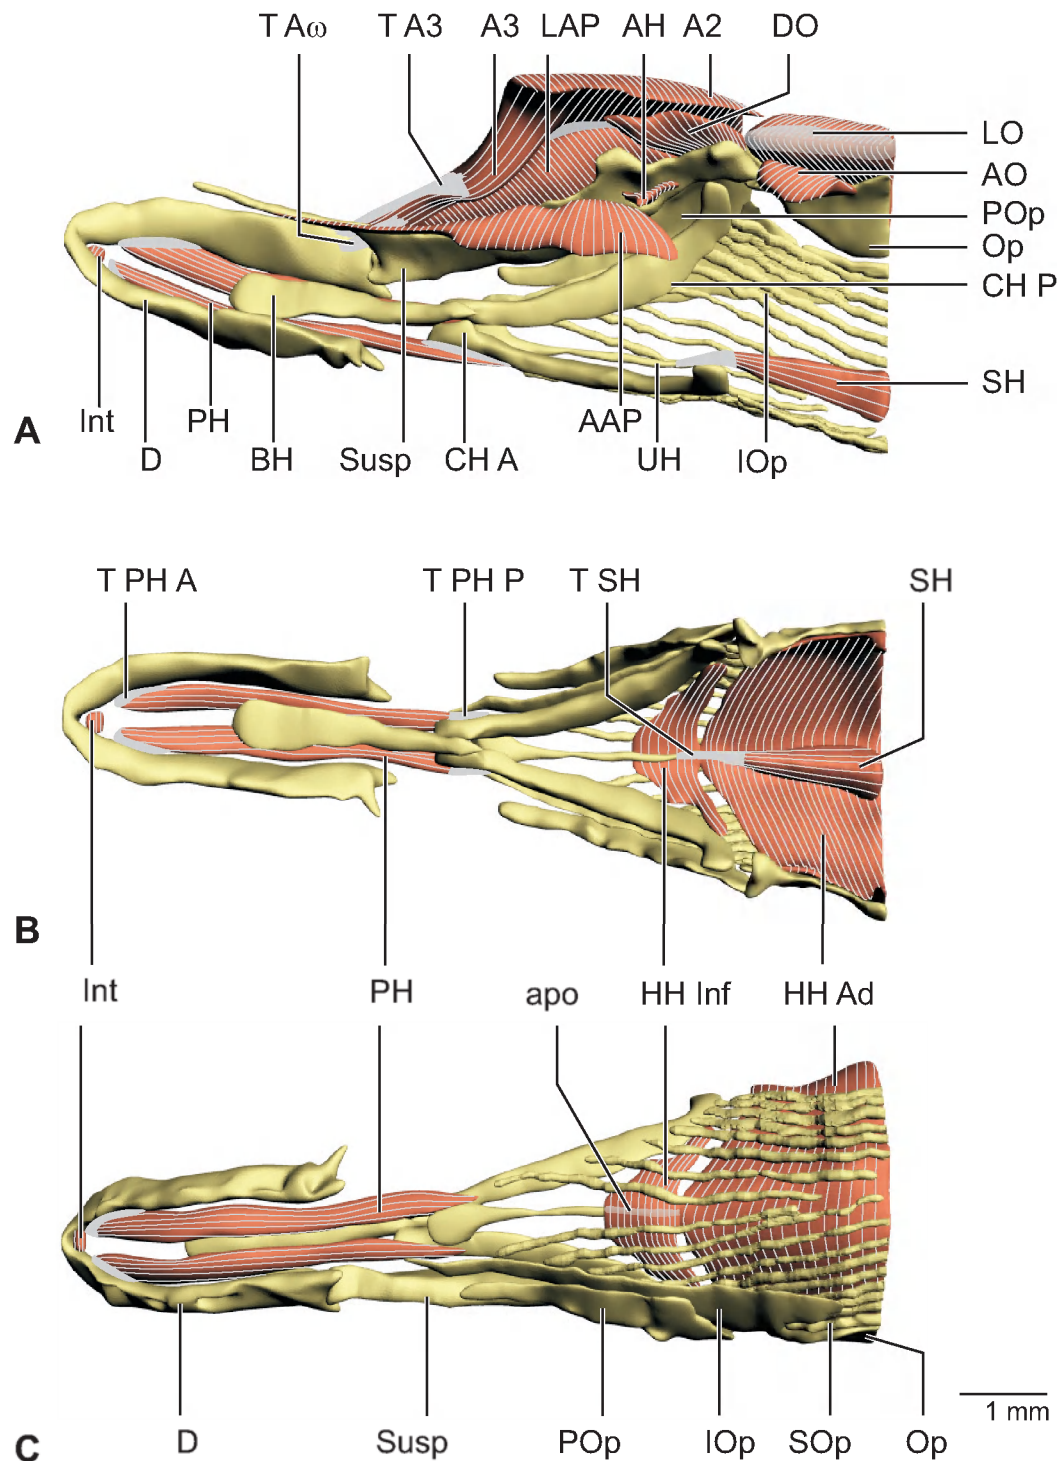 T Aω T A3 A3 LAP AH A2 DO
LO
AO
POp
Op
CH P
SH
Int PH AAP
A
D BH Susp CH A UH IOp
T PH A T PH P T SH SH
B
Int PH apo HH Inf HH Ad
1 mm
C
D Susp POp IOp SOp Op